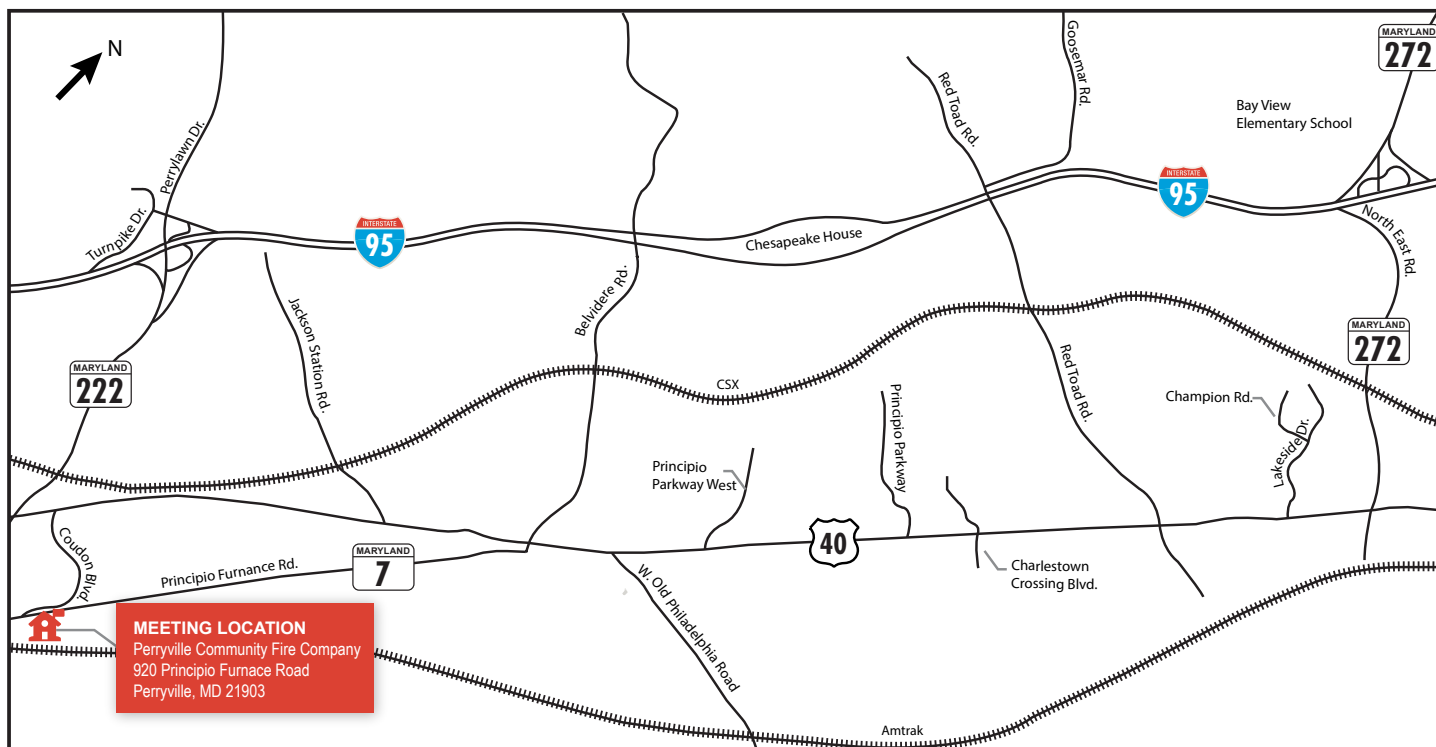 N
Perrylawn Dr.
Turnpike Dr.
INTERSTATE
95
Jackson Station Rd.
Belvidere Rd.
Chesapeake House
Red Toad Rd.
Goosemar Rd.
INTERSTATE
95
Bay View
Elementary School
MARYLAND
272
North East Rd.
MARYLAND
272
MARYLAND
222
CSX
Red Toad Rd.
Champion Rd.
Lakeside Dr.
Principio Parkway
Principio
Parkway West
40
Charlestown
Crossing Blvd.
Coudon Blvd.
Principio Furnance Rd.
MARYLAND
7
W. Old Philadelphia Road
MEETING LOCATION
Perryville Community Fire Company
920 Principio Furnace Road
Perryville, MD 21903
Amtrak